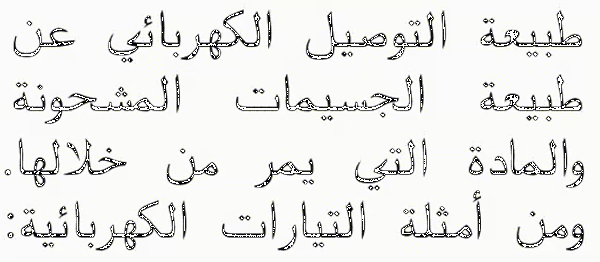 طبيعة التوصيل الكهربائي عن
طبيعة الجسيمات المشحونة
والمادة التي يمر من خلالها.
ومن أمثلة التيارات الكهربائية: